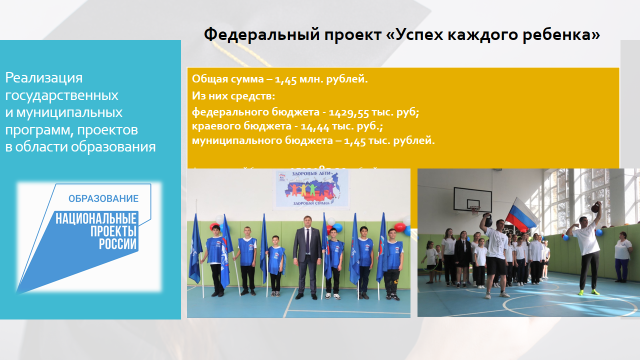 Федеральный проект «Успех каждого ребенка»
Реализация
государственных
и муниципальных
программ, проектов
в области образования
Общая сумма – 1,45 млн. рублей.
Из них средств:
федерального бюджета - 1429,55 тыс. руб;
краевого бюджета - 14,44 тыс. руб.;
муниципального бюджета – 1,45 тыс. рублей.
ОБРАЗОВАНИЕ
НАЦИОНАЛЬНЫЕ
ПРОЕКТЫ
РОССИИ
ЗДОРОВЫЕ ДЕТИ-